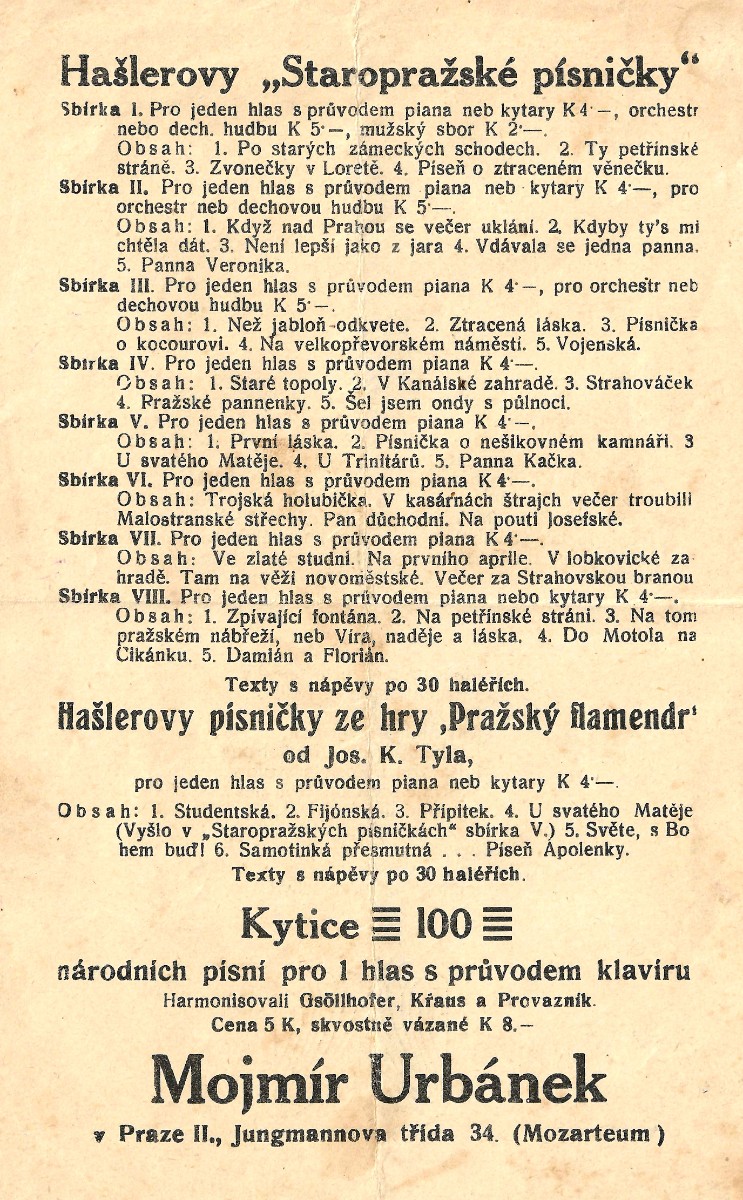 Hašlerovy „Staropražské písničky“
Sbírka I. Pro jeden hlas s průvodem piana neb kytary K 4·—, orchestr
nebo dech. hudbu K 5·—, mužský sbor K 2·—.
Obsah: 1. Po starých zámeckých schodech. 2. Ty petřínské
stráně. 3. Zvonečky v Loretě. 4. Píseň o ztraceném věnečku.
Sbírka II. Pro jeden hlas s průvodem piana neb kytary K 4·—, pro
orchestr neb dechovou hudbu K 5·—.
Obsah: 1. Když nad Prahou se večer uklání. 2. Kdyby ty's mi
chtěla dát. 3. Není lepší jako z jara 4. Vdávala se jedna panna.
5. Panna Veronika.
Sbírka III. Pro jeden hlas s průvodem piana K 4·—, pro orchestr neb
dechovou hudbu K 5·—.
Obsah: 1. Než jabloň odkvete. 2. Ztracená láska. 3. Písnička
o kocourovi. 4. Na velkopřevorském náměstí. 5. Vojenská.
Sbírka IV. Pro jeden hlas s průvodem piana K 4·—.
Obsah: 1. Staré topoly. 2. V Kanálské zahradě. 3. Strahováček
4. Pražské pannenky. 5. Šel jsem ondy s půlnoci.
Sbírka V. Pro jeden hlas s průvodem piana K 4·—.
Obsah: 1. První láska. 2. Písnička o nešikovném kamnáři. 3
U svatého Matěje. 4. U Trinitárů. 5. Panna Kačka.
Sbírka VI. Pro jeden hlas s průvodem piana K 4·—.
Obsah: Trojská holubička. V kasárnách štrajch večer troubili
Malostranské střechy. Pan důchodní. Na pouti Josefské.
Sbírka VII. Pro jeden hlas s průvodem piana K 4·—.
Obsah: Ve zlaté studni. Na prvního aprile. V lobkovické za
hradě. Tam na věži novoměstské. Večer za Strahovskou branou
Sbírka VIII. Pro jeden hlas s průvodem piana nebo kytary K 4·—.
Obsah: 1. Zpívající fontána. 2. Na petřínské stráni. 3. Na tom
pražském nábřeží, neb Víra, naděje a láska. 4. Do Motola na
Cikánku. 5. Damián a Florián.
Texty s nápěvy po 30 haléřích.
Hašlerovy písničky ze hry ‚Pražský flamendr‘
od Jos. K. Tyla,
pro jeden hlas s průvodem piana neb kytary K 4·—.
Obsah: 1. Studentská. 2. Fijónská. 3. Přípitek. 4. U svatého Matěje
(Vyšlo v „Staropražských písničkách“ sbírka V.) 5. Světe, s Bo
hem buď! 6. Samotinká přesmutná . . . Píseň Apolenky.
Texty s nápěvy po 30 haléřích.
Kytice 100
národních písní pro 1 hlas s průvodem klavíru
Harmonisovali Gsöllhofer, Křaus a Provazník.
Cena 5 K, skvostně vázané K 8.—
Mojmír Urbánek
v Praze II., Jungmannova třída 34. (Mozarteum)